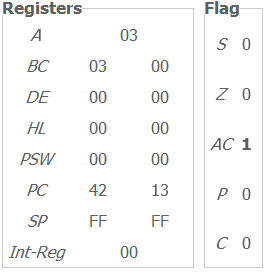 Registers Flag
A 03
BC 03 00
DE 00 00
HL 00 00
PSW 00 00
PC 42 13
SP FF FF
Int-Reg 00
S 0
Z 0
AC 1
P 0
C 0